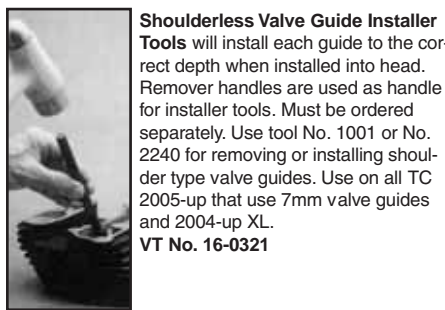 Shoulderless Valve Guide Installer
Tools will install each guide to the cor-
rect depth when installed into head.
Remover handles are used as handle
for installer tools. Must be ordered
separately. Use tool No. 1001 or No.
2240 for removing or installing shoul-
der type valve guides. Use on all TC
2005-up that use 7mm valve guides
and 2004-up XL.
VT No. 16-0321